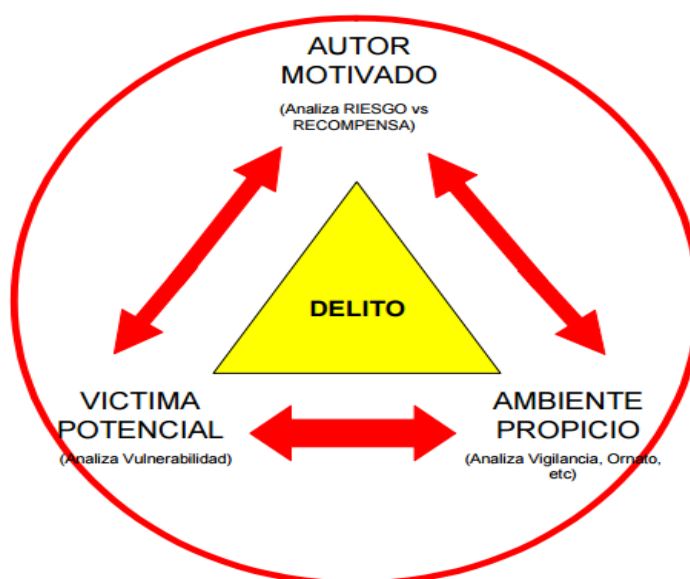 AUTOR
MOTIVADO
(Analiza RIESGO vs
RECOMPENSA)
DELITO
VICTIMA
POTENCIAL
(Analiza Vulnerabilidad)
AMBIENTE
PROPICIO
(Analiza Vigilancia, Ornato,
etc)